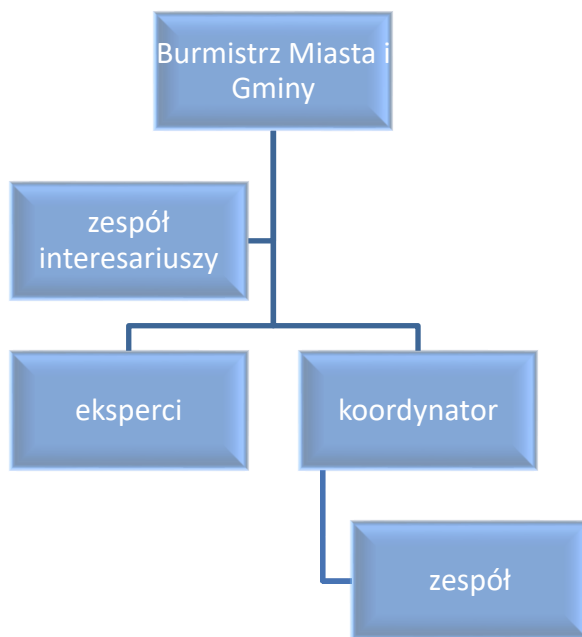 Burmistrz Miasta i
Gminy
zespół
interesariuszy
eksperci
koordynator
zespół